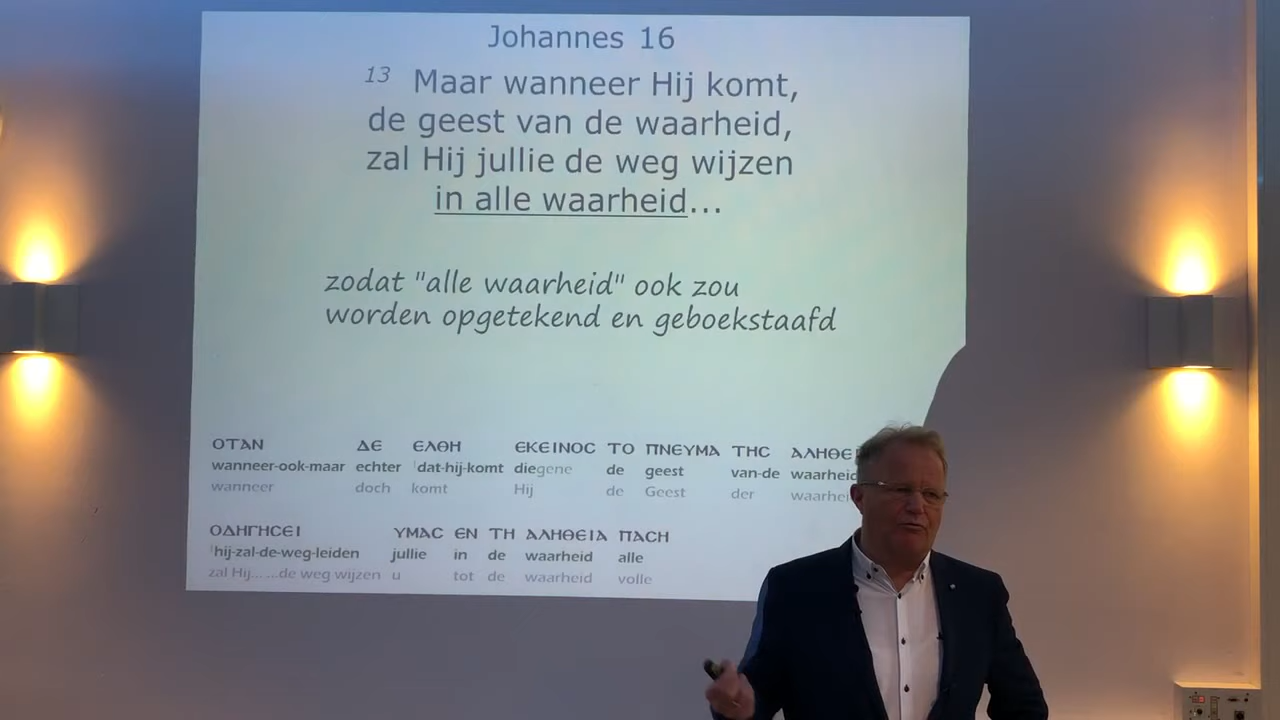 Johannes 16
13 Maar wanneer Hij komt,
de geest van de waarheid,
zal Hij jullie de weg wijzen
in alle waarheid...
zodat "alle waarheid" ook zou
worden opgetekend en geboekstaafd
ΟΤΑΝ ΔΕ ΕΛΘΗ ΕΚΕΙΝΟϹ ΤΟ ΠΝΕΥΜΑ ΤΗϹ ΑΛΗΘΕΙ
wanneer-ook-maar echter dat-hij-komt diegene de geest van-de waarheid
wanneer doch komt Hij de Geest der waarhei
ΟΔΗΓΗϹΕΙ ΥΜΑϹ ΕΝ ΤΗ ΑΛΗΘΕΙΑ ΠΑϹΗ
hij-zal-de-weg-leiden jullie in de waarheid alle
zal Hij... ...de weg wijzen u tot de waarheid volle